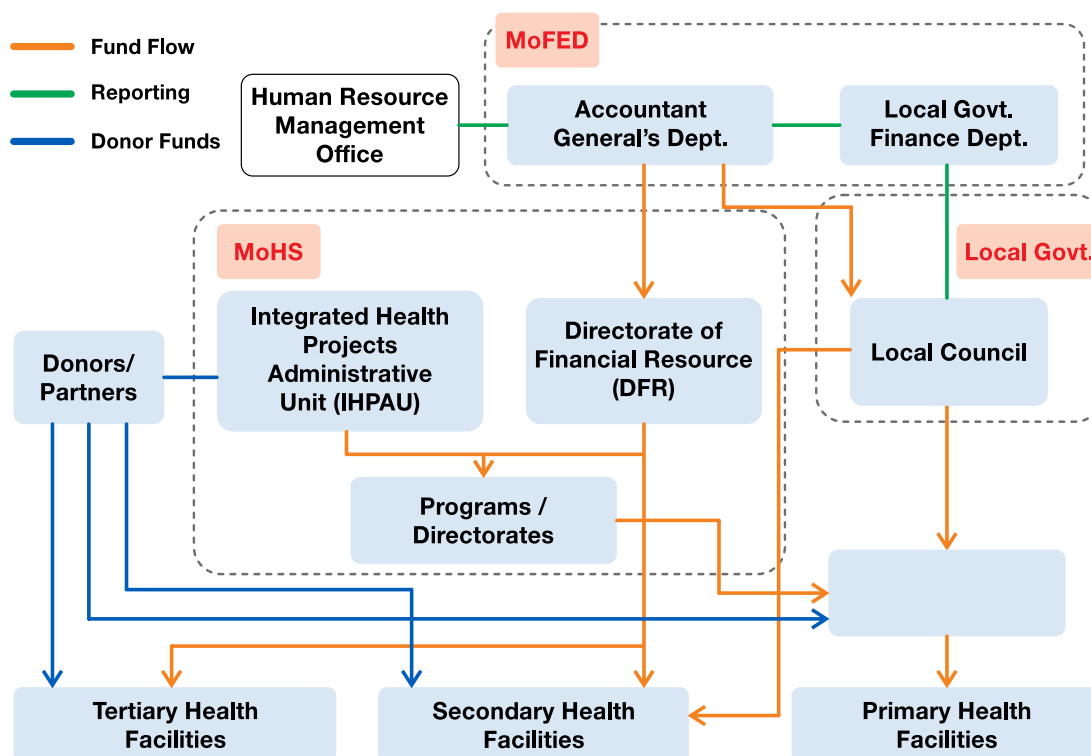 Fund Flow
Reporting
Donor Funds
MoFED
Human Resource
Management
Office
Accountant
General's Dept.
Local Govt.
Finance Dept.
MoHS
Local Govt.
Integrated Health
Projects
Administrative
Unit (IHPAU)
Directorate of
Financial Resource
(DFR)
Local Council
Donors/
Partners
Programs /
Directorates
Tertiary Health
Facilities
Secondary Health
Facilities
Primary Health
Facilities